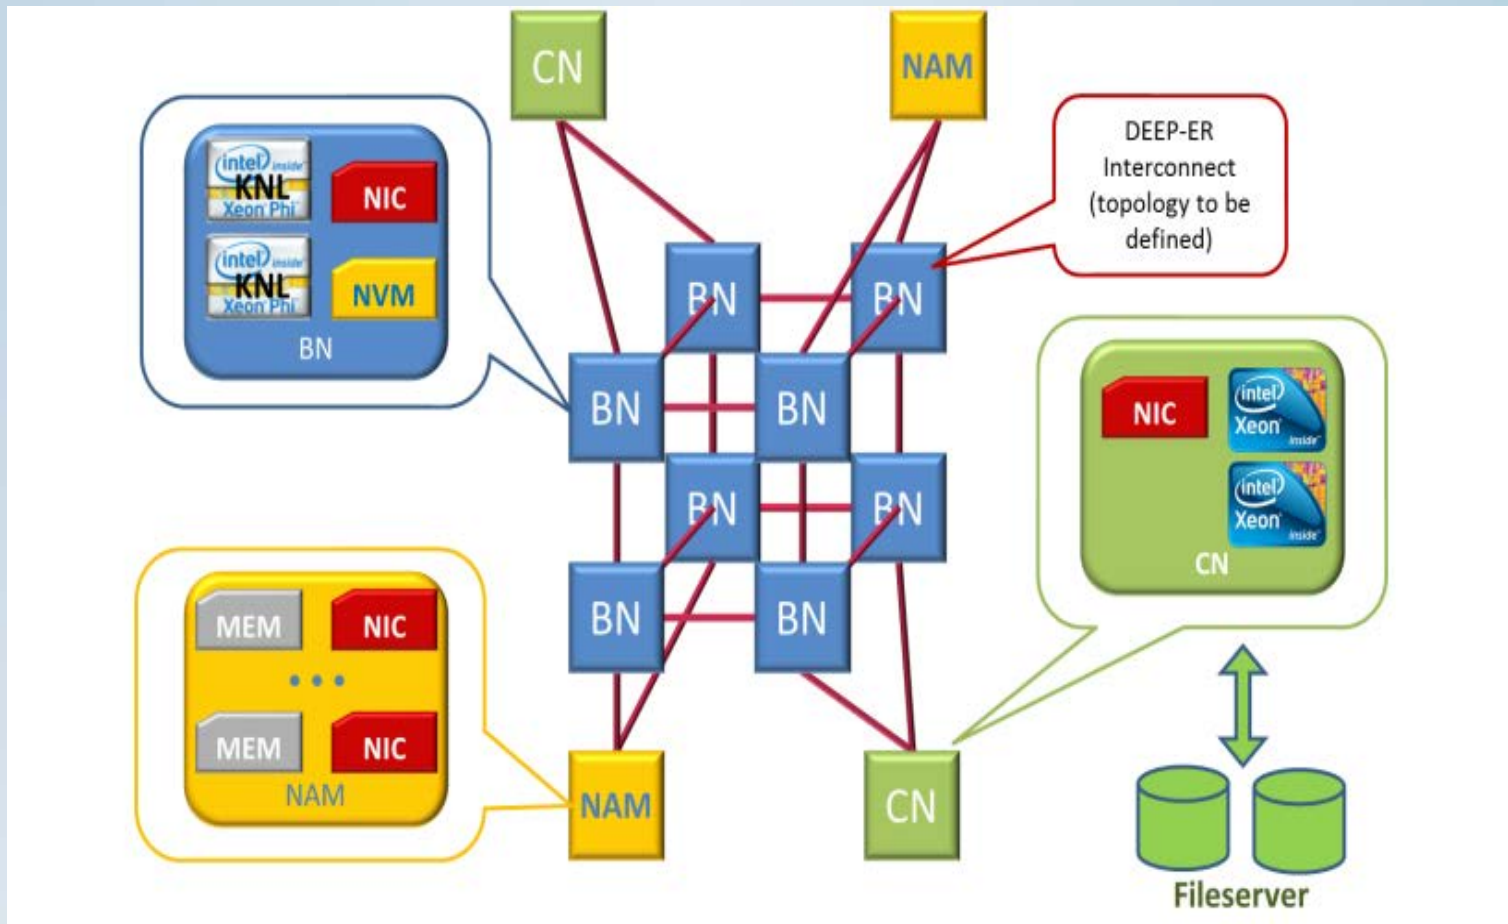 CN
NAM
DEEP-ER
Interconnect
(topology to be
defined)
intel inside
KNL
Xeon Phi
NIC
intel inside
KNL
Xeon Phi
NVM
BN
BN
BN
BN
BN
BN
BN
BN
BN
NIC
intel
Xeon
inside
intel
Xeon
inside
CN
MEM
NIC
...
MEM
NIC
NAM
NAM
CN
Fileserver